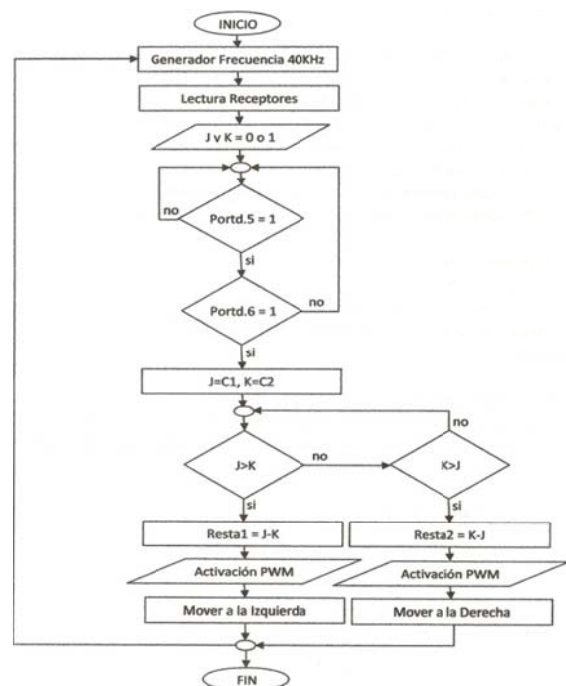 INICIO
Generador Frecuencia 40KHz
Lectura Receptores
J v K = 0 o 1
no
Portd.5 = 1
si
Portd.6 = 1
no
si
J=C1, K=C2
no
J>K
no
K>J
si
si
Resta1 = J-K
Resta2 = K-J
Activación PWM
Activación PWM
Mover a la Izquierda
Mover a la Derecha
FIN